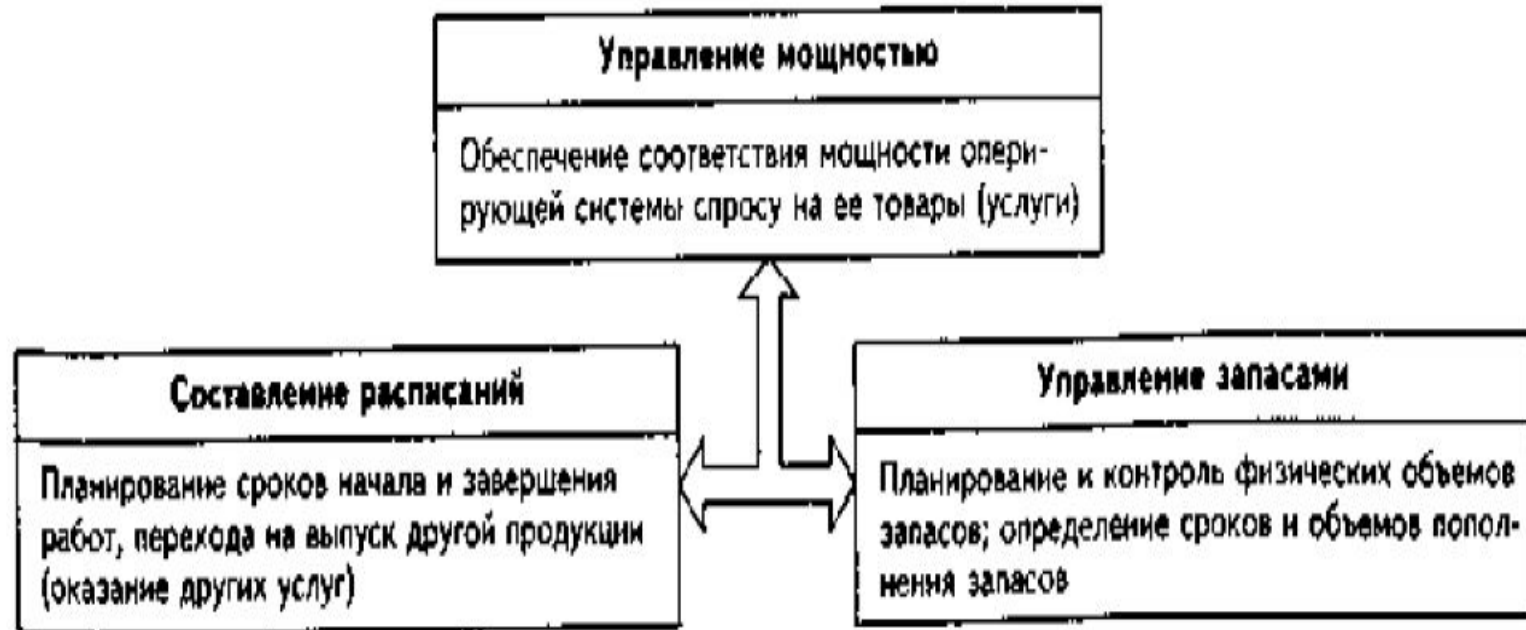 Управление мощностью
Обеспечение соответствия мощности опери-
рующей системы спросу на ее товары (услуги)
Составление расписаний
Планирование сроков начала и завершения
работ, перехода на выпуск другой продукции
(оказание других услуг)
Управление запасами
Планирование и контроль физических объемов
запасов; определение сроков и объемов попол-
нения запасов